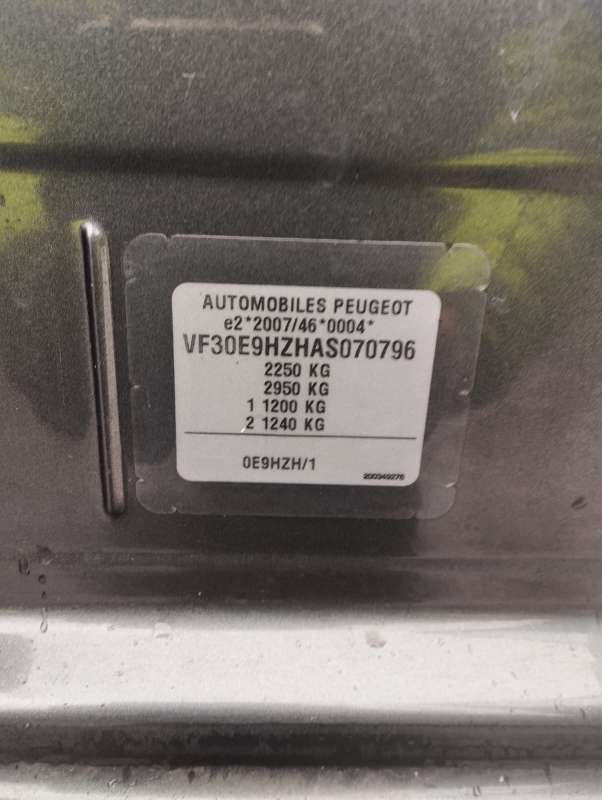 AUTOMOBILES PEUGEOT
e2*2007/46*0004*
VF30E9HZHAS070796
2250 KG
2950 KG
1 1200 KG
2 1240 KG
0E9HZH/1
200349276